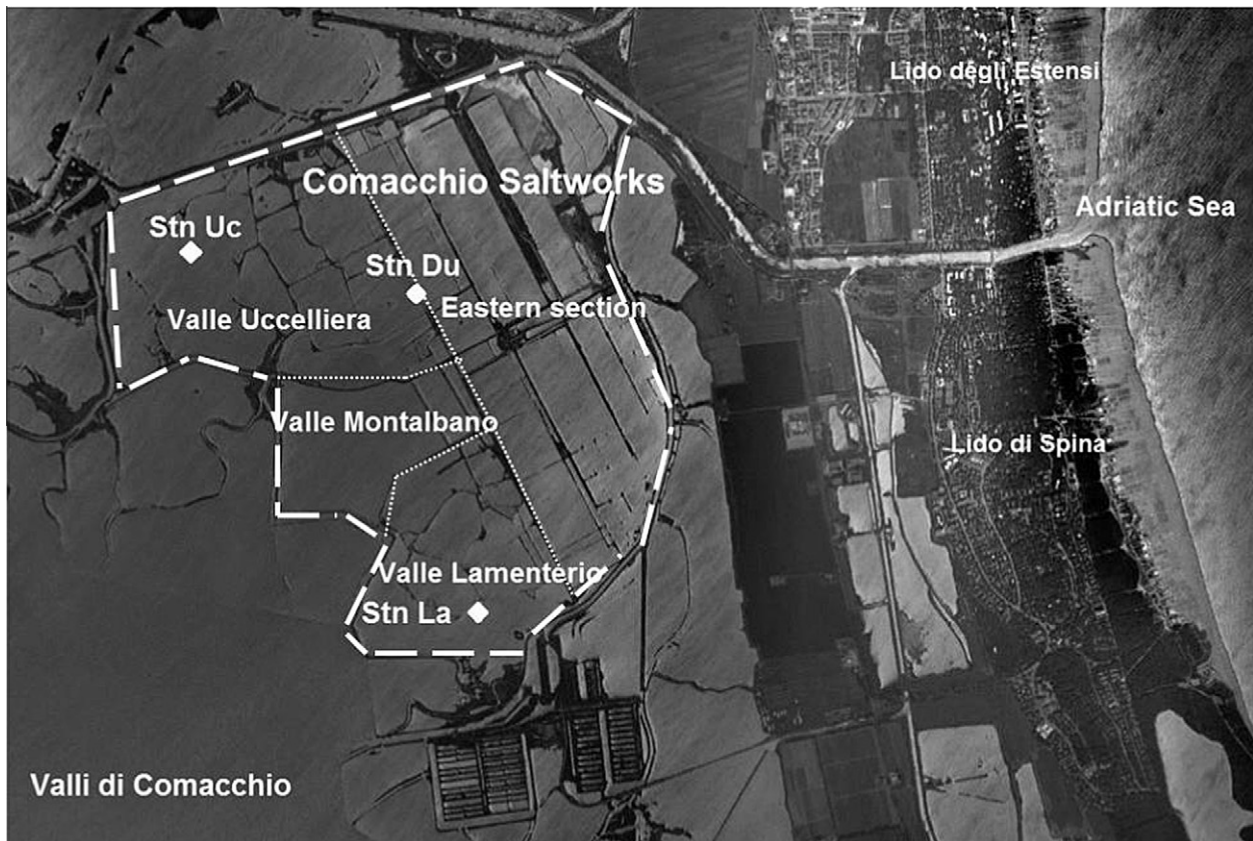 Lido degli Estensi
Comacchio Saltworks
Adriatic Sea
Stn Uc
Stn Du
Eastern section
Valle Uccelliera
Valle Montalbano
Lido di Spina
Valle Lamenterio
Stn La
Valli di Comacchio